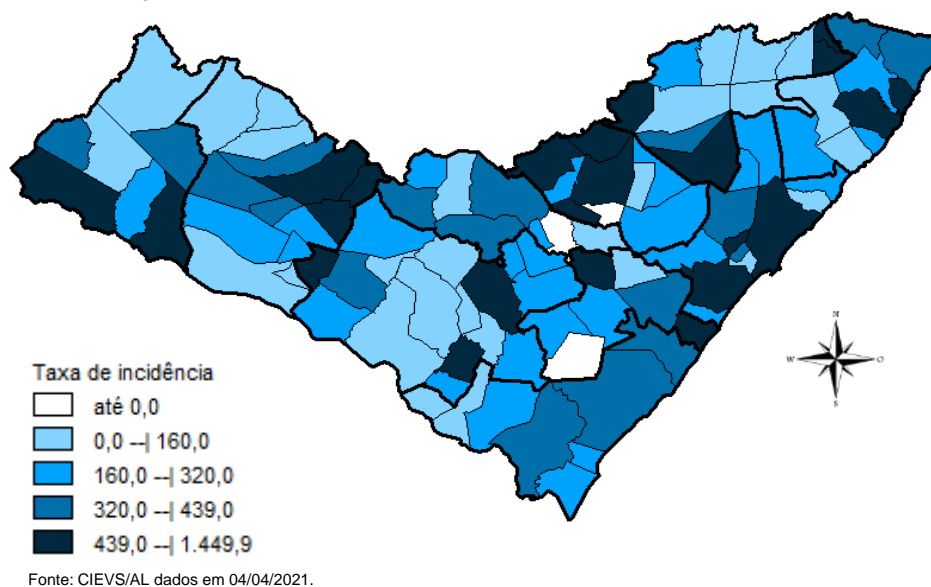 N
W
O
S
Taxa de incidência
até 0,0
0,0 --| 160,0
160,0 --| 320,0
320,0 --| 439,0
439,0 --| 1.449,9
Fonte: CIEVS/AL dados em 04/04/2021.